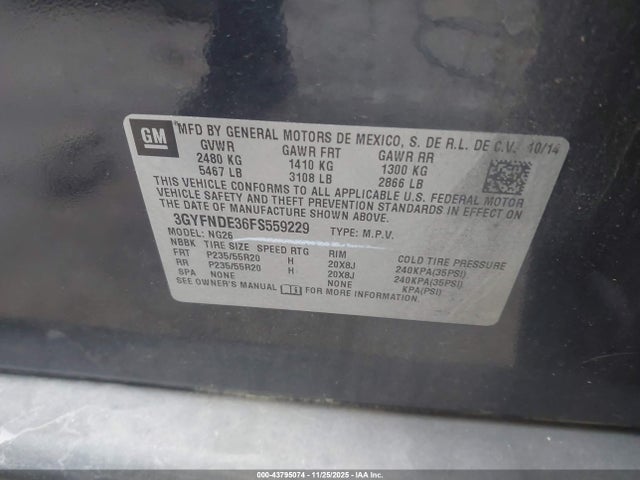 GM
MFD BY GENERAL MOTORS DE MEXICO, S. DE R.L. DE C.V. 10/14
GVWR GAWR FRT GAWR RR
2480 KG 1410 KG 1300 KG
5467 LB 3108 LB 2866 LB
THIS VEHICLE CONFORMS TO ALL APPLICABLE U.S. FEDERAL MOTOR
VEHICLE SAFETY AND THEFT PREVENTION STANDARDS IN EFFECT ON
THE DATE OF MANUFACTURE SHOWN ABOVE.
3GYFNDE36FS559229 TYPE: M.P.V.
MODEL: NG26
NBBK TIRE SIZE SPEED RTG RIM COLD TIRE PRESSURE
FRT P235/55R20 H 20X8J 240KPA(35PSI)
RR P235/55R20 H 20X8J 240KPA(35PSI)
SPA NONE NONE KPA(PSI)
SEE OWNER'S MANUAL FOR MORE INFORMATION.
000-43795074 - 11/25/2025 - IAAI.com